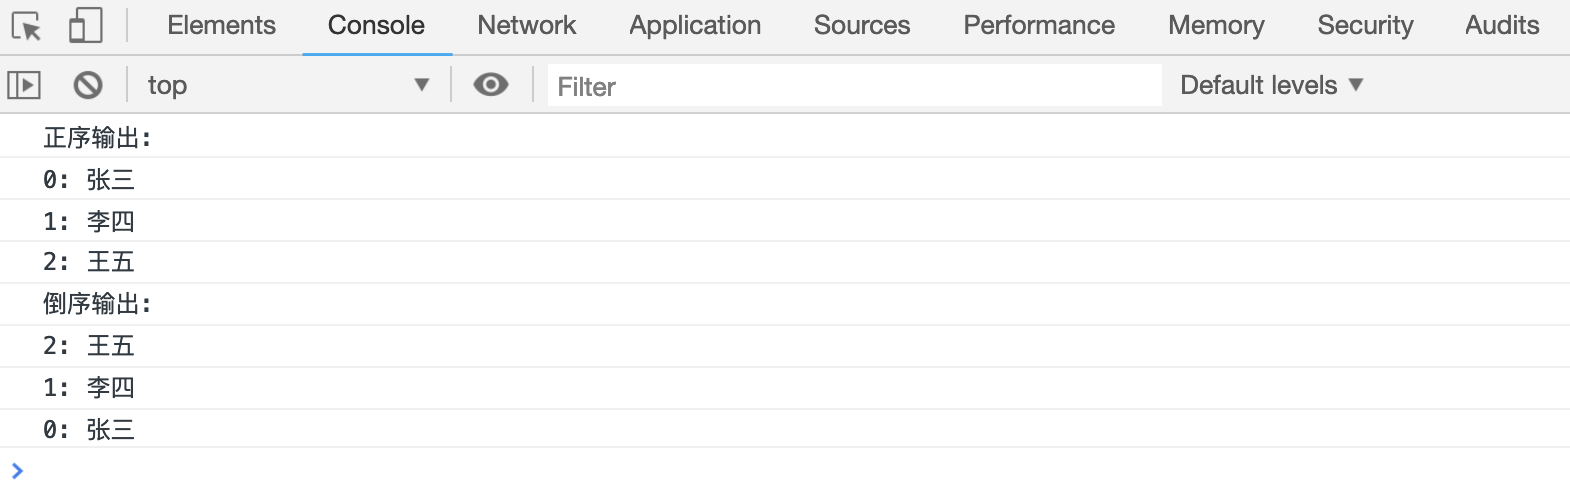 Elements Console Network Application Sources Performance Memory Security Audits
top Filter Default levels
正序输出:
0: 张三
1: 李四
2: 王五
倒序输出:
2: 王五
1: 李四
0: 张三